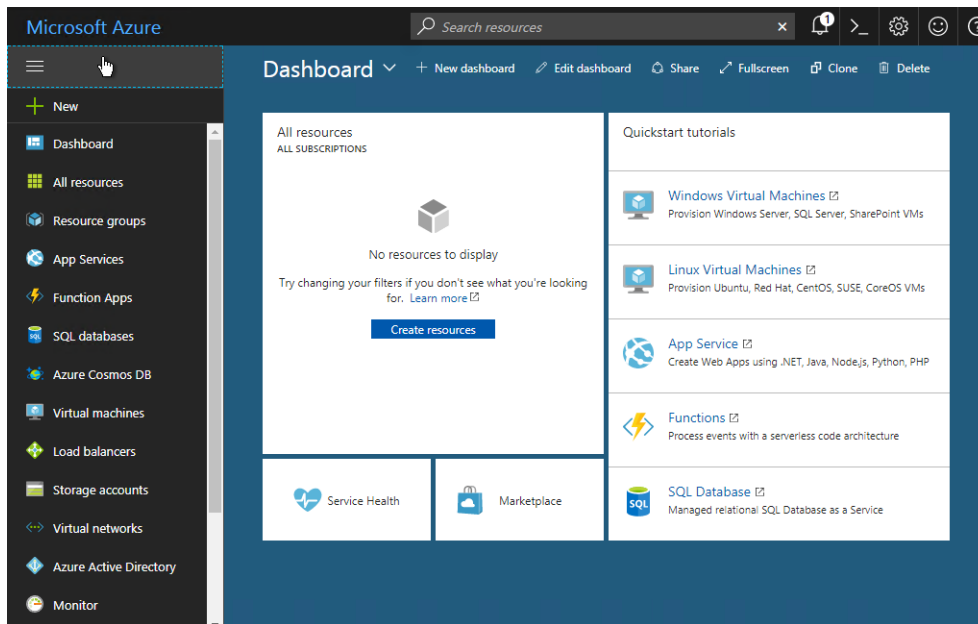 Microsoft Azure
Search resources
1
New
Dashboard
All resources
Resource groups
App Services
Function Apps
SQL databases
Azure Cosmos DB
Virtual machines
Load balancers
Storage accounts
Virtual networks
Azure Active Directory
Monitor
Dashboard
New dashboard
Edit dashboard
Share
Fullscreen
Clone
Delete
All resources
ALL SUBSCRIPTIONS
No resources to display
Try changing your filters if you don't see what you're looking
for. Learn more
Create resources
Service Health
Marketplace
Quickstart tutorials
Windows Virtual Machines
Provision Windows Server, SQL Server, SharePoint VMs
Linux Virtual Machines
Provision Ubuntu, Red Hat, CentOS, SUSE, CoreOS VMs
App Service
Create Web Apps using .NET, Java, Node.js, Python, PHP
Functions
Process events with a serverless code architecture
SQL Database
Managed relational SQL Database as a Service